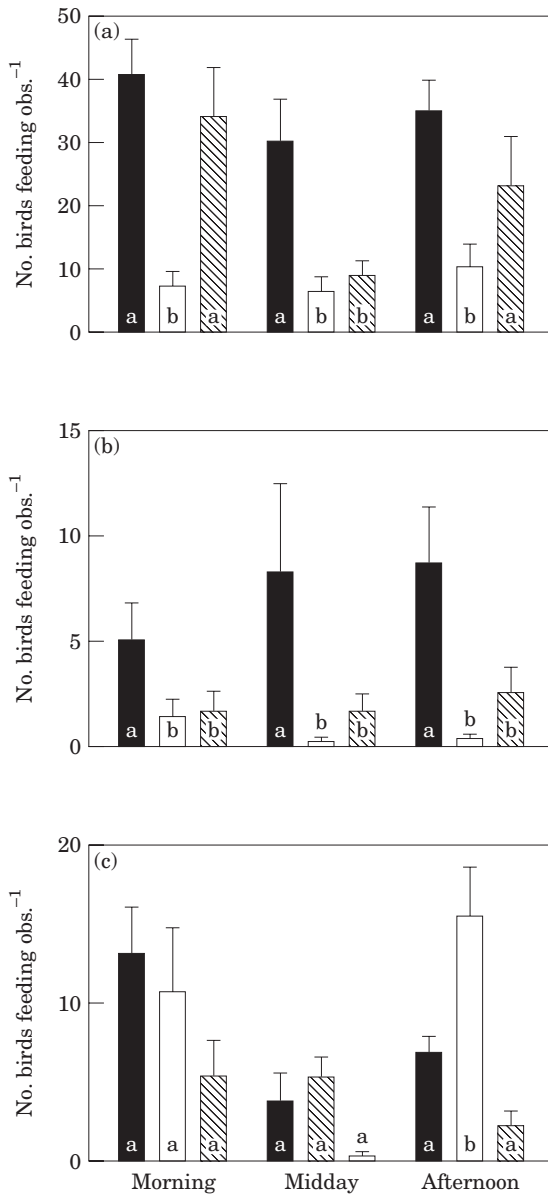 (a)
No. birds feeding obs.⁻¹
50
40
30
20
10
0
a b a a b b a b a
(b)
No. birds feeding obs.⁻¹
15
10
5
0
a b b a b b a b b
(c)
No. birds feeding obs.⁻¹
20
10
0
a a a a a a a b a
Morning Midday Afternoon